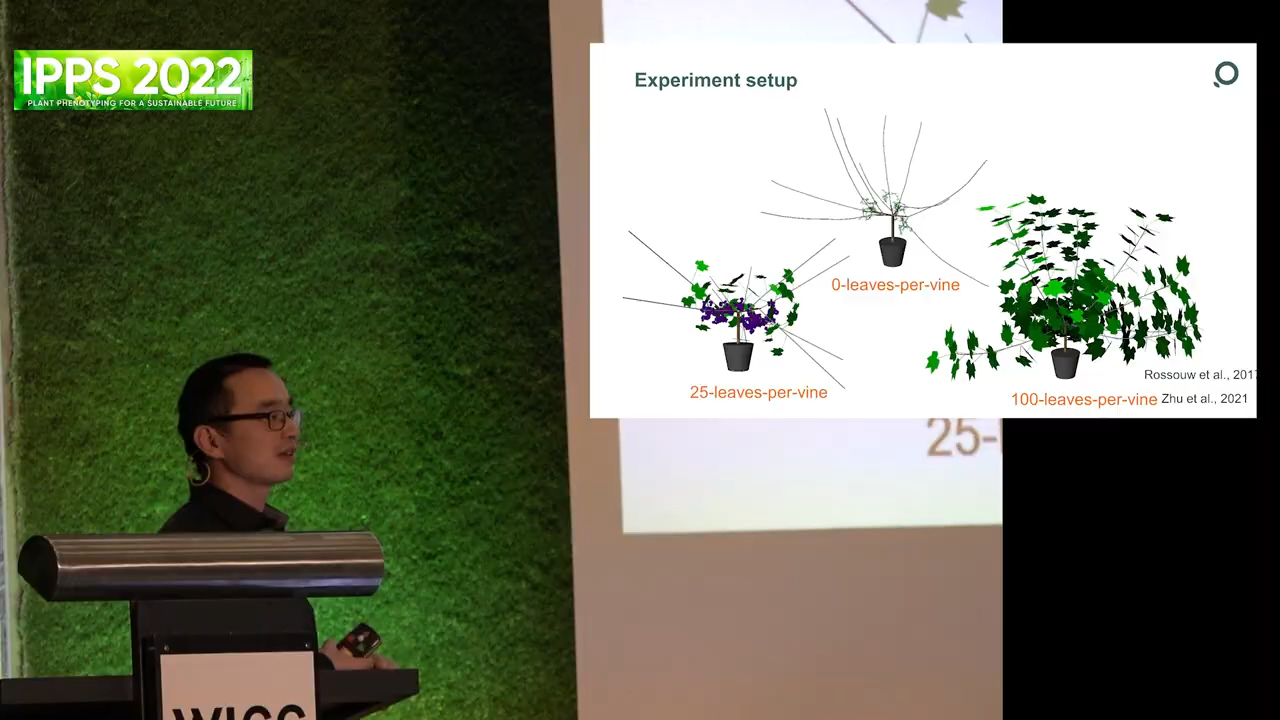 IPPS 2022
PLANT PHENOTYPING FOR A SUSTAINABLE FUTURE
Experiment setup
0-leaves-per-vine
25-leaves-per-vine
100-leaves-per-vine
Rossouw et al., 2017
Zhu et al., 2021
25-